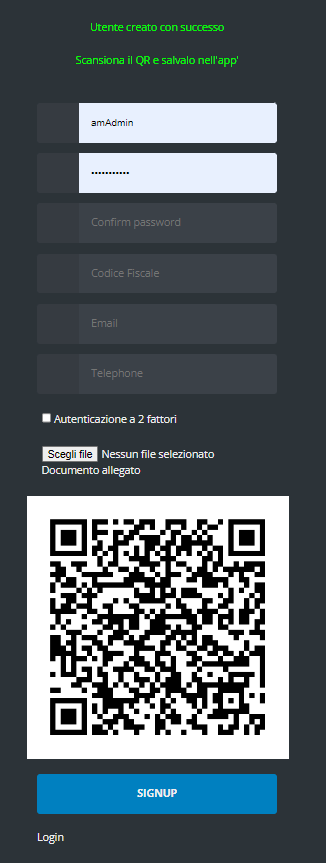 Utente creato con successo
Scansiona il QR e salvalo nell'app'
amAdmin
•••••••••••
Confirm password
Codice Fiscale
Email
Telephone
Autenticazione a 2 fattori
Scegli file Nessun file selezionato
Documento allegato
SIGNUP
Login